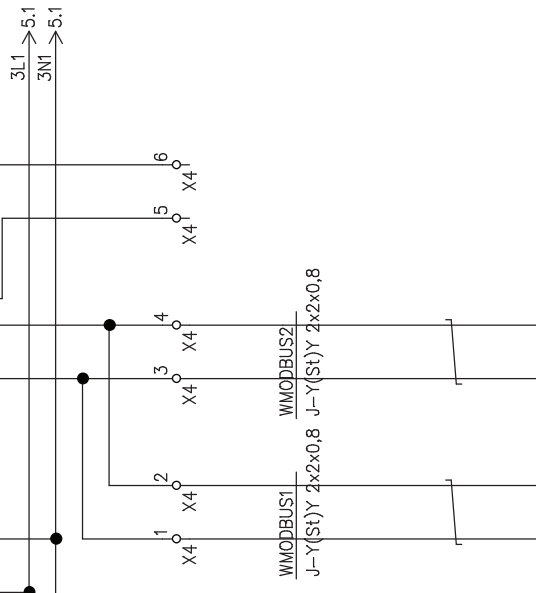 3L1
5.1
3N1
5.1
6
X4
5
X4
4
X4
3
X4
2
X4
1
X4
WMODBUS2
J-Y(St)Y 2x2x0,8
WMODBUS1
J-Y(St)Y 2x2x0,8